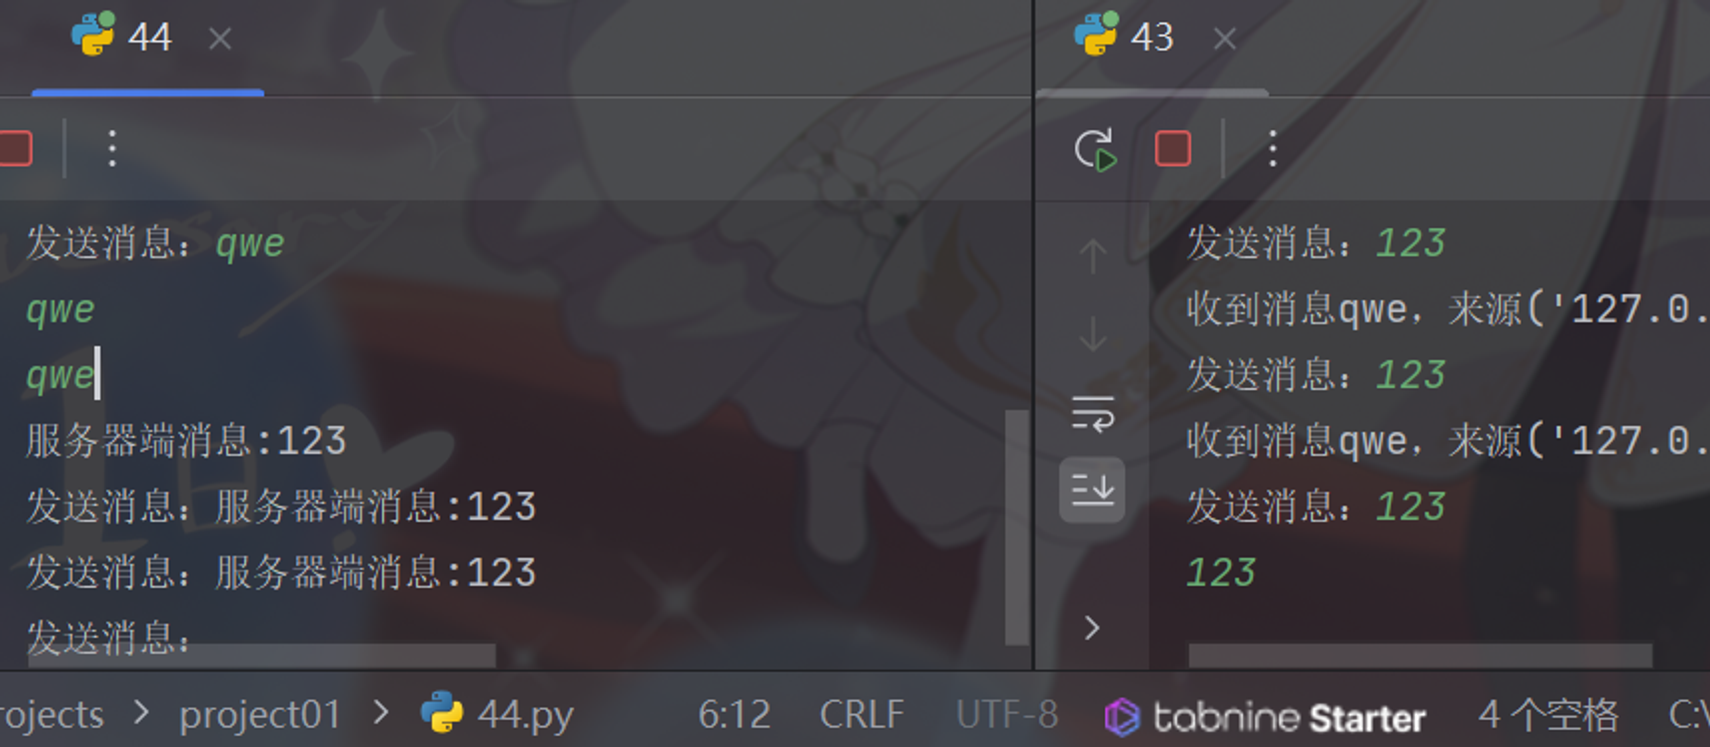 44
43
发送消息：qwe
qwe
qwe
服务器端消息:123
发送消息：服务器端消息:123
发送消息：服务器端消息:123
发送消息：
发送消息：123
收到消息qwe，来源('127.0.
发送消息：123
收到消息qwe，来源('127.0.
发送消息：123
123
rojects > project01 > 44.py 6:12 CRLF UTF-8 tabnine Starter 4 个空格 C:\